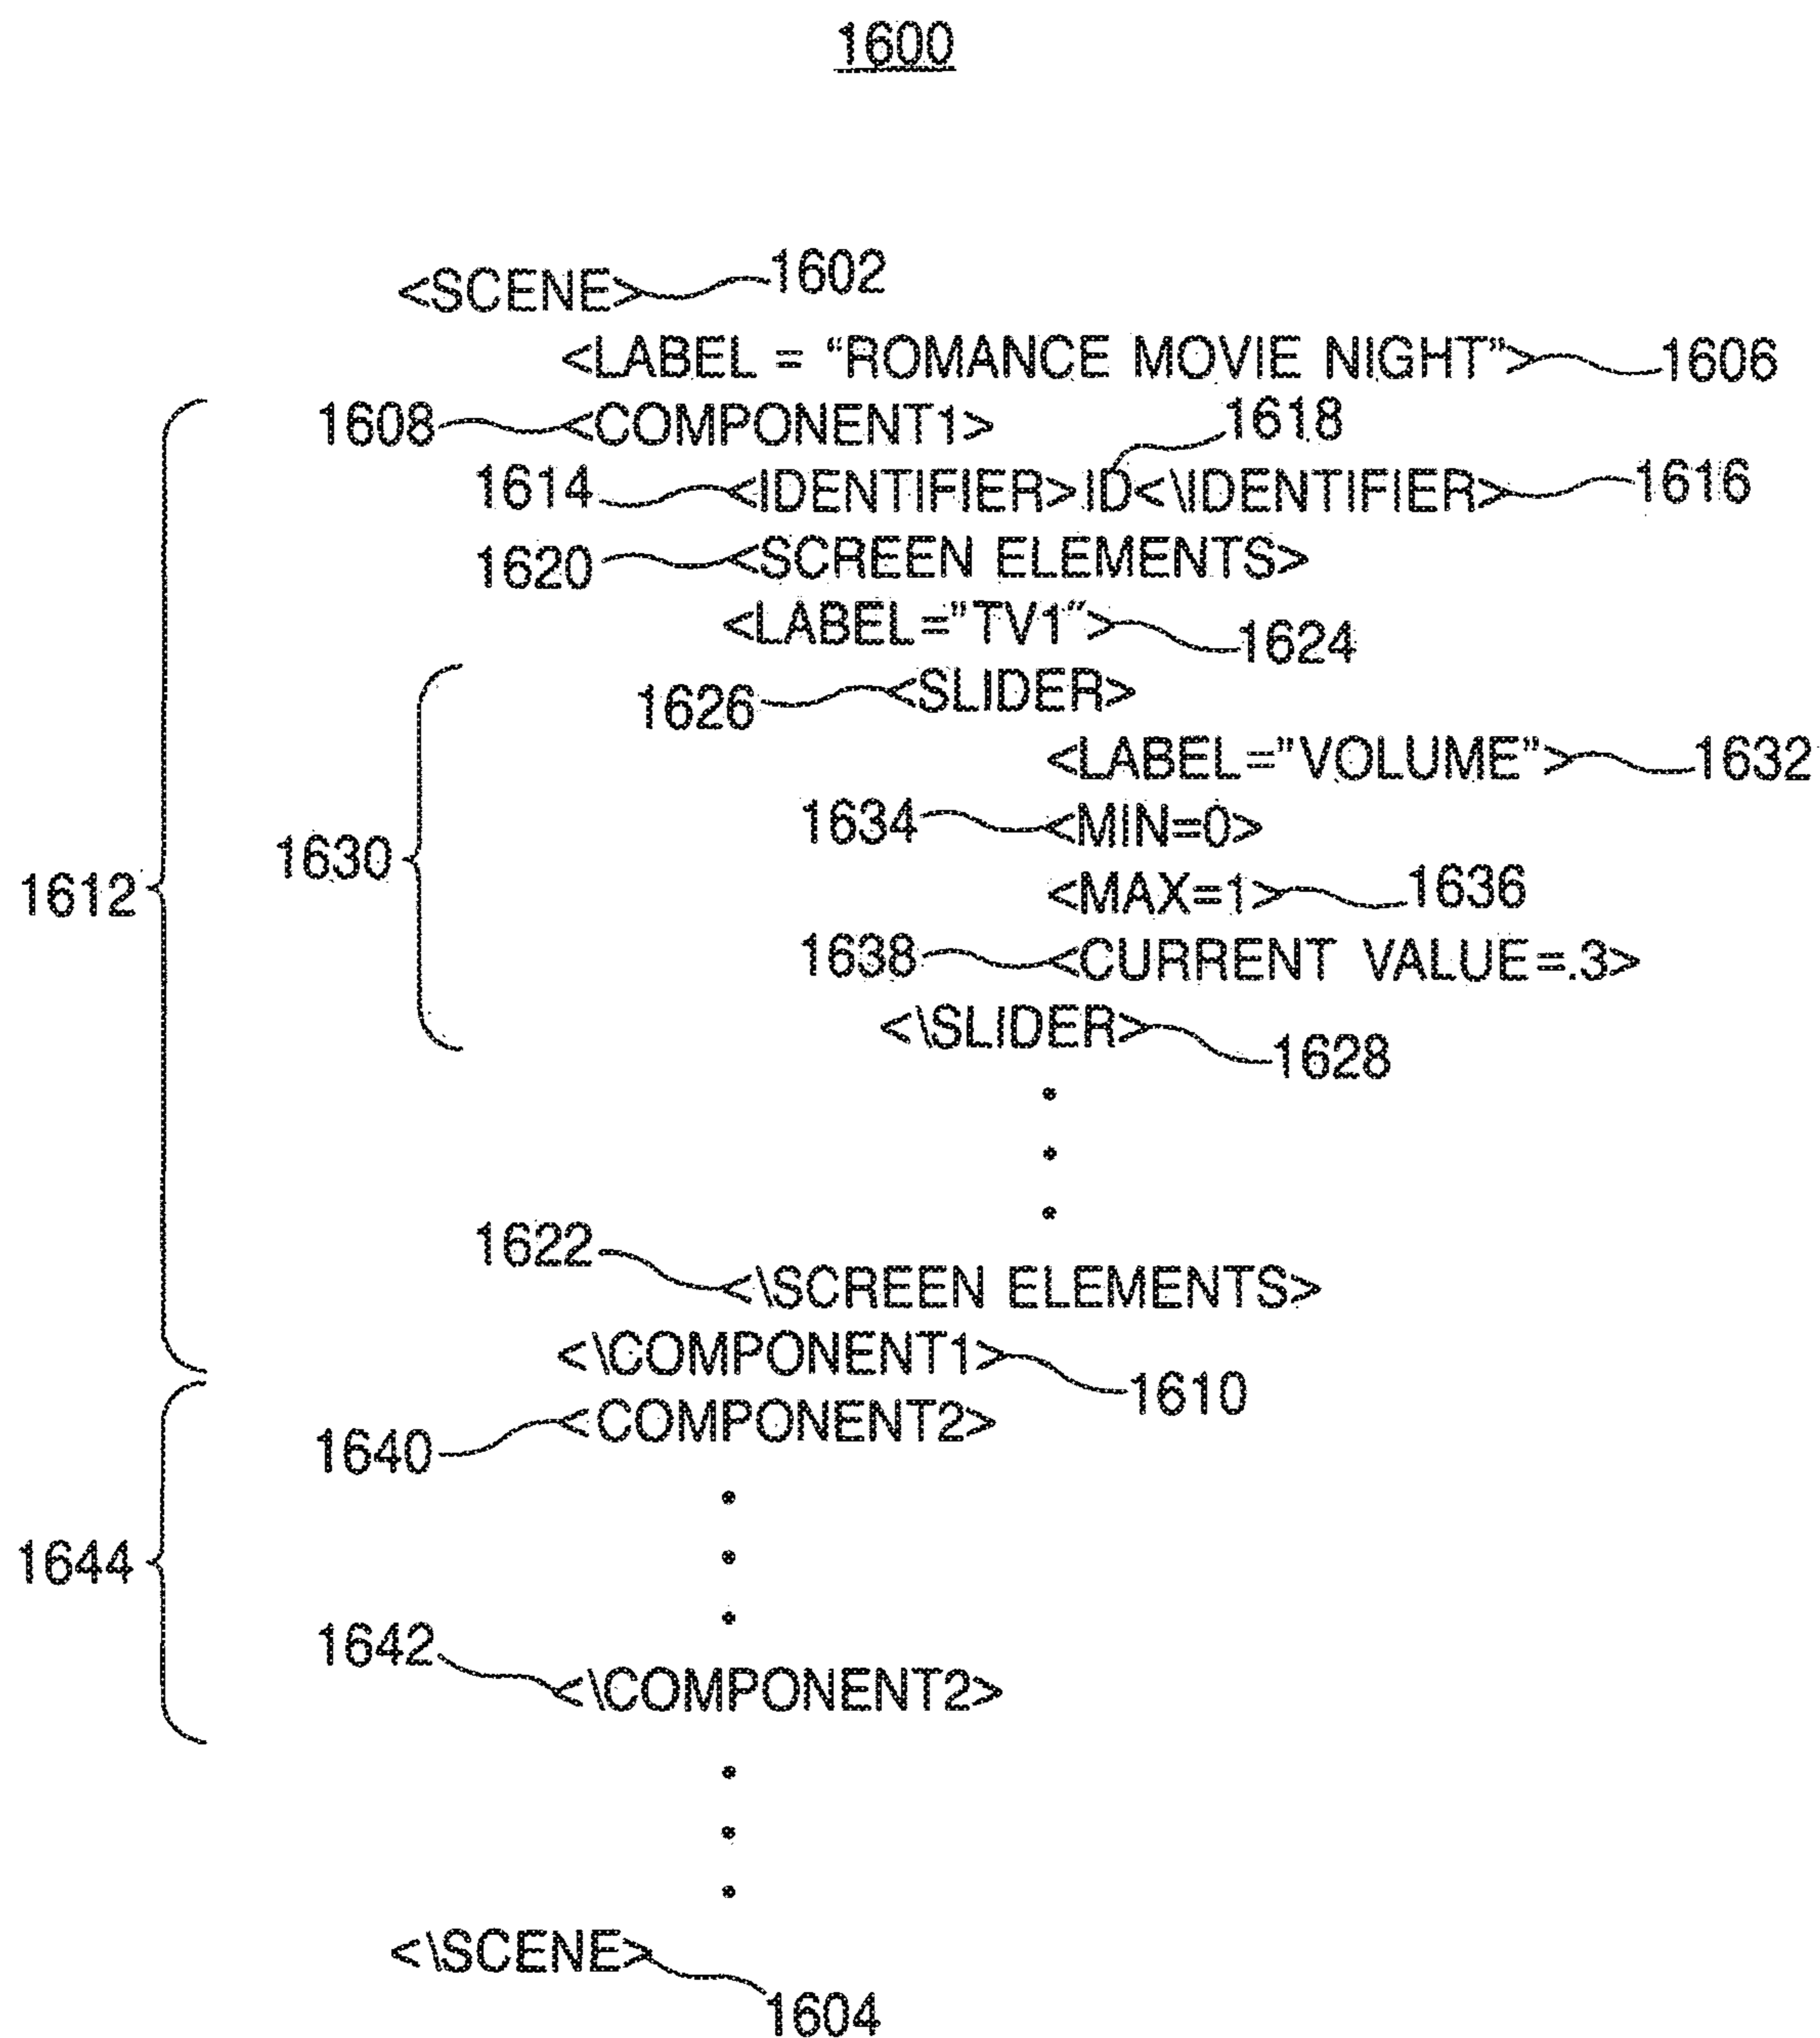 1600
<SCENE> 1602
<LABEL = “ROMANCE MOVIE NIGHT”> 1606
1608 <COMPONENT1> 1618
1614 <IDENTIFIER>ID<\IDENTIFIER> 1616
1620 <SCREEN ELEMENTS>
<LABEL=”TV1”> 1624
1626 <SLIDER>
<LABEL=”VOLUME”> 1632
1634 <MIN=0>
1630
1612
<MAX=1> 1636
1638 <CURRENT VALUE=.3>
<\SLIDER> 1628
1622 <\SCREEN ELEMENTS>
<\COMPONENT1> 1610
1640 <COMPONENT2>
1644
1642 <\COMPONENT2>
<\SCENE> 1604